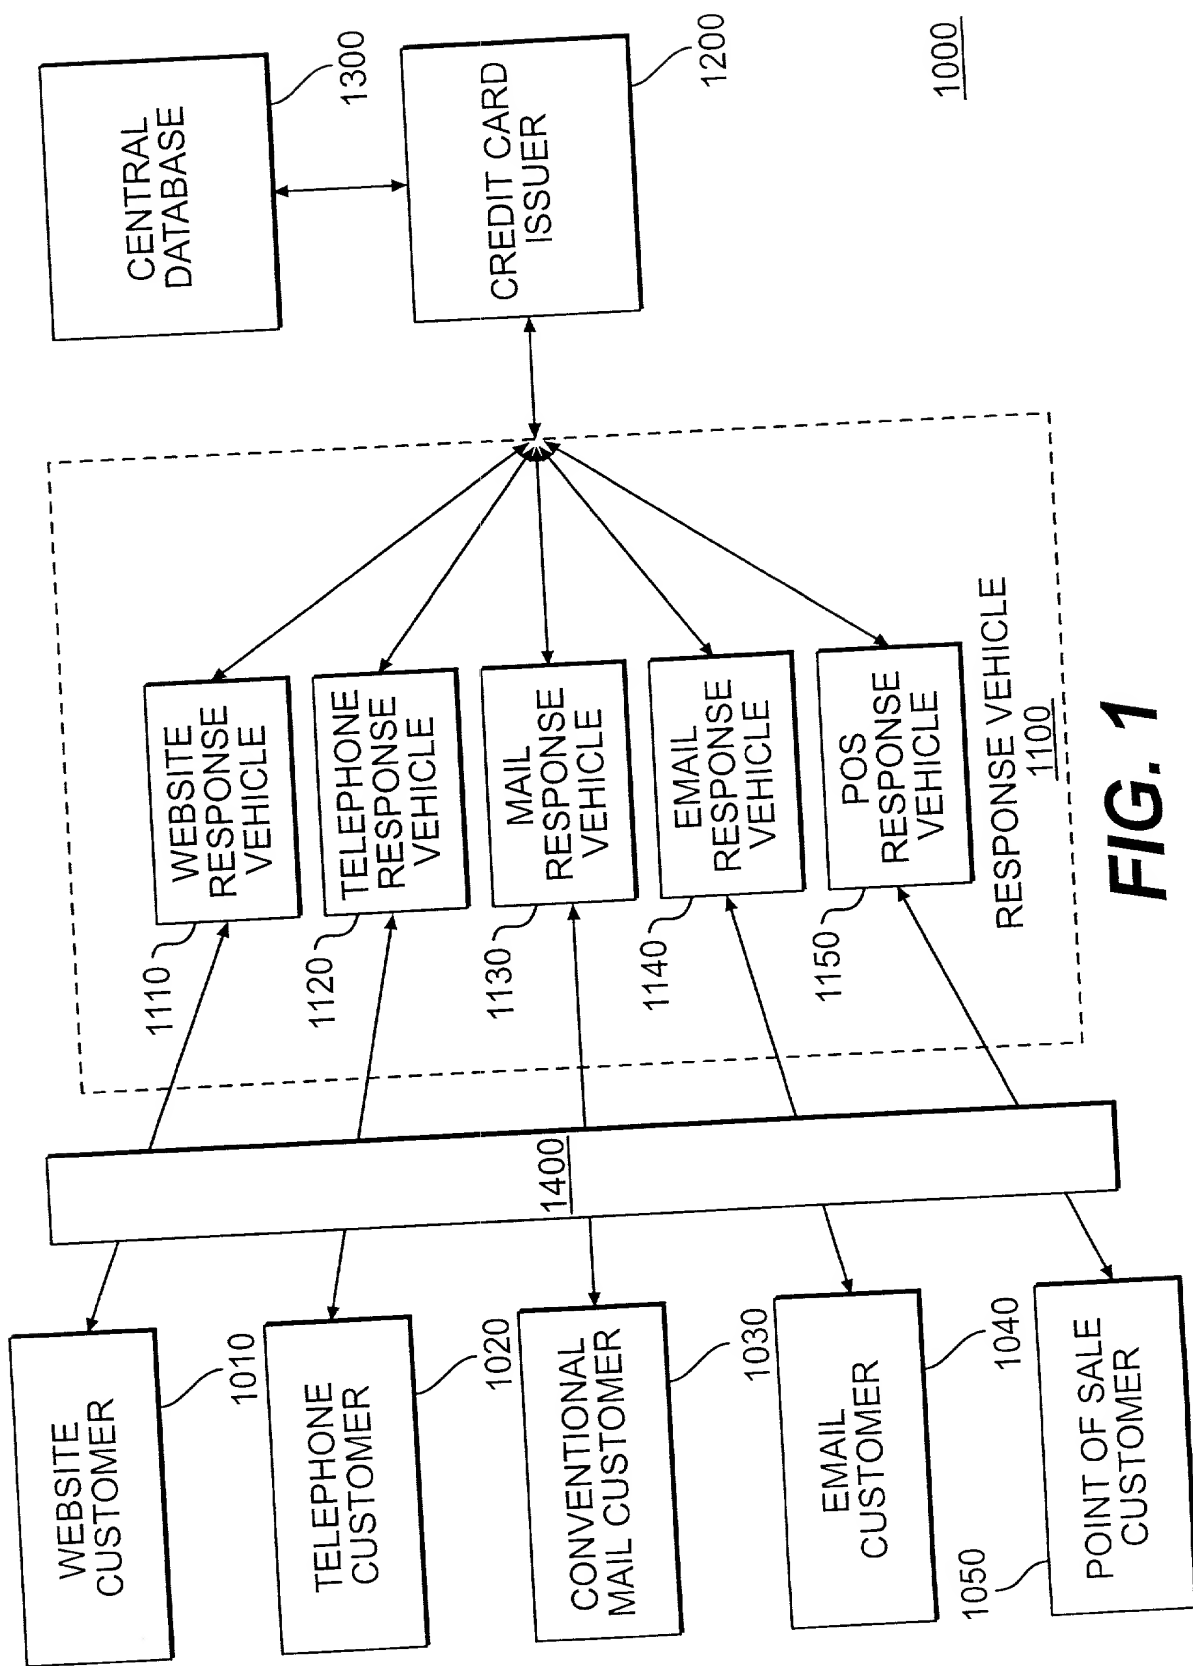 WEBSITE
CUSTOMER
1010
TELEPHONE
CUSTOMER
1020
CONVENTIONAL
MAIL CUSTOMER
1030
EMAIL
CUSTOMER
1040
POINT OF SALE
CUSTOMER
1050
1400
1110
WEBSITE
RESPONSE
VEHICLE
1120
TELEPHONE
RESPONSE
VEHICLE
1130
MAIL
RESPONSE
VEHICLE
1140
EMAIL
RESPONSE
VEHICLE
1150
POS
RESPONSE
VEHICLE
RESPONSE VEHICLE
1100
CENTRAL
DATABASE
1300
CREDIT CARD
ISSUER
1200
1000
FIG. 1